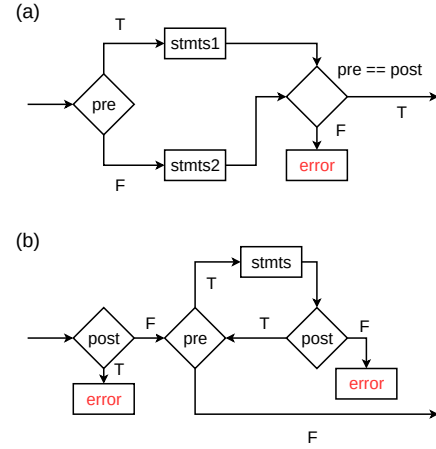 (a)
T
stmts1
pre == post
pre
T
F
error
stmts2
F
(b)
stmts
T
F
T
F
post
pre
post
T
error
error
F